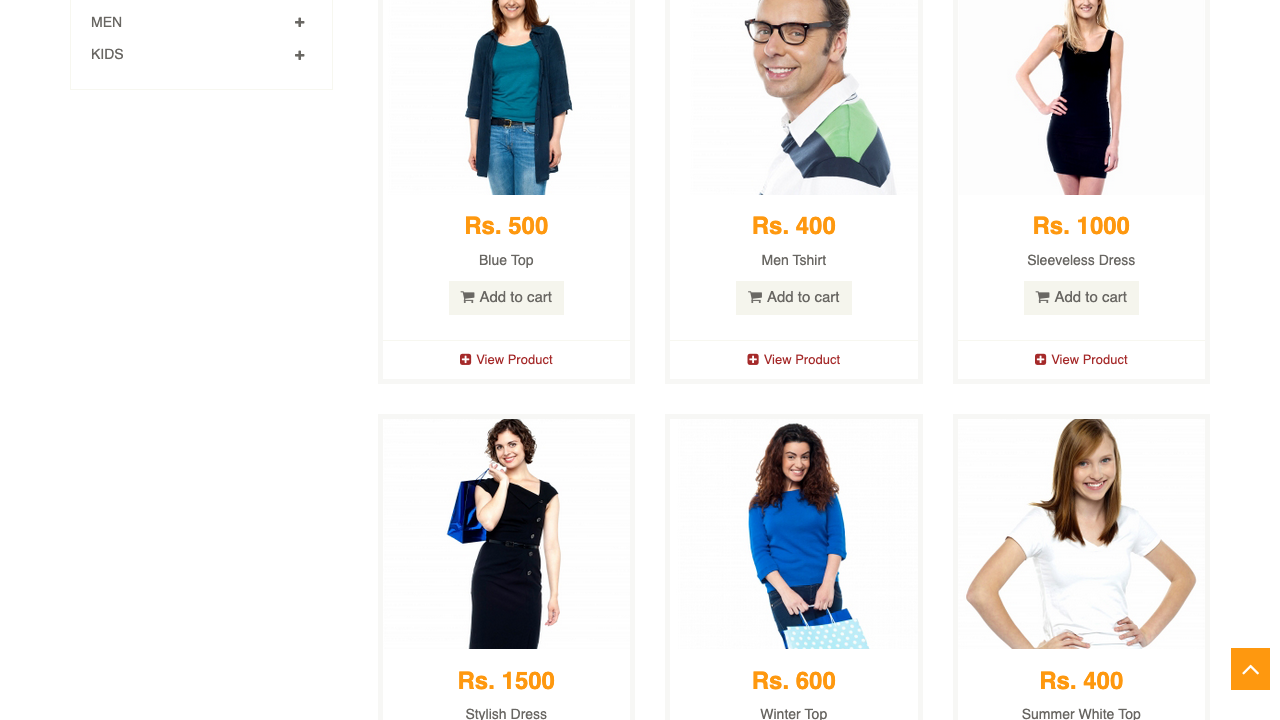 MEN
KIDS
Rs. 500
Blue Top
Add to cart
View Product
Rs. 400
Men Tshirt
Add to cart
View Product
Rs. 1000
Sleeveless Dress
Add to cart
View Product
Rs. 1500
Stylish Dress
Rs. 600
Winter Top
Rs. 400
Summer White Top